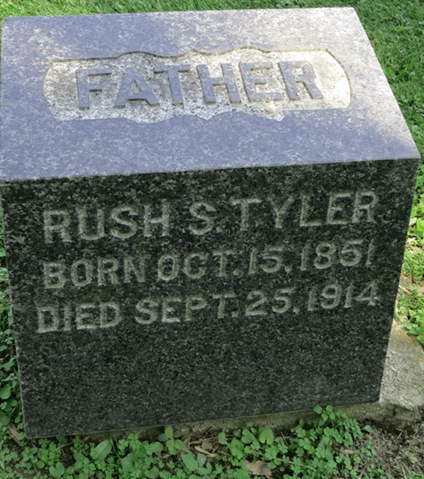 FATHER
RUSH S. TYLER
BORN OCT. 15. 1851
DIED SEPT. 25. 1914